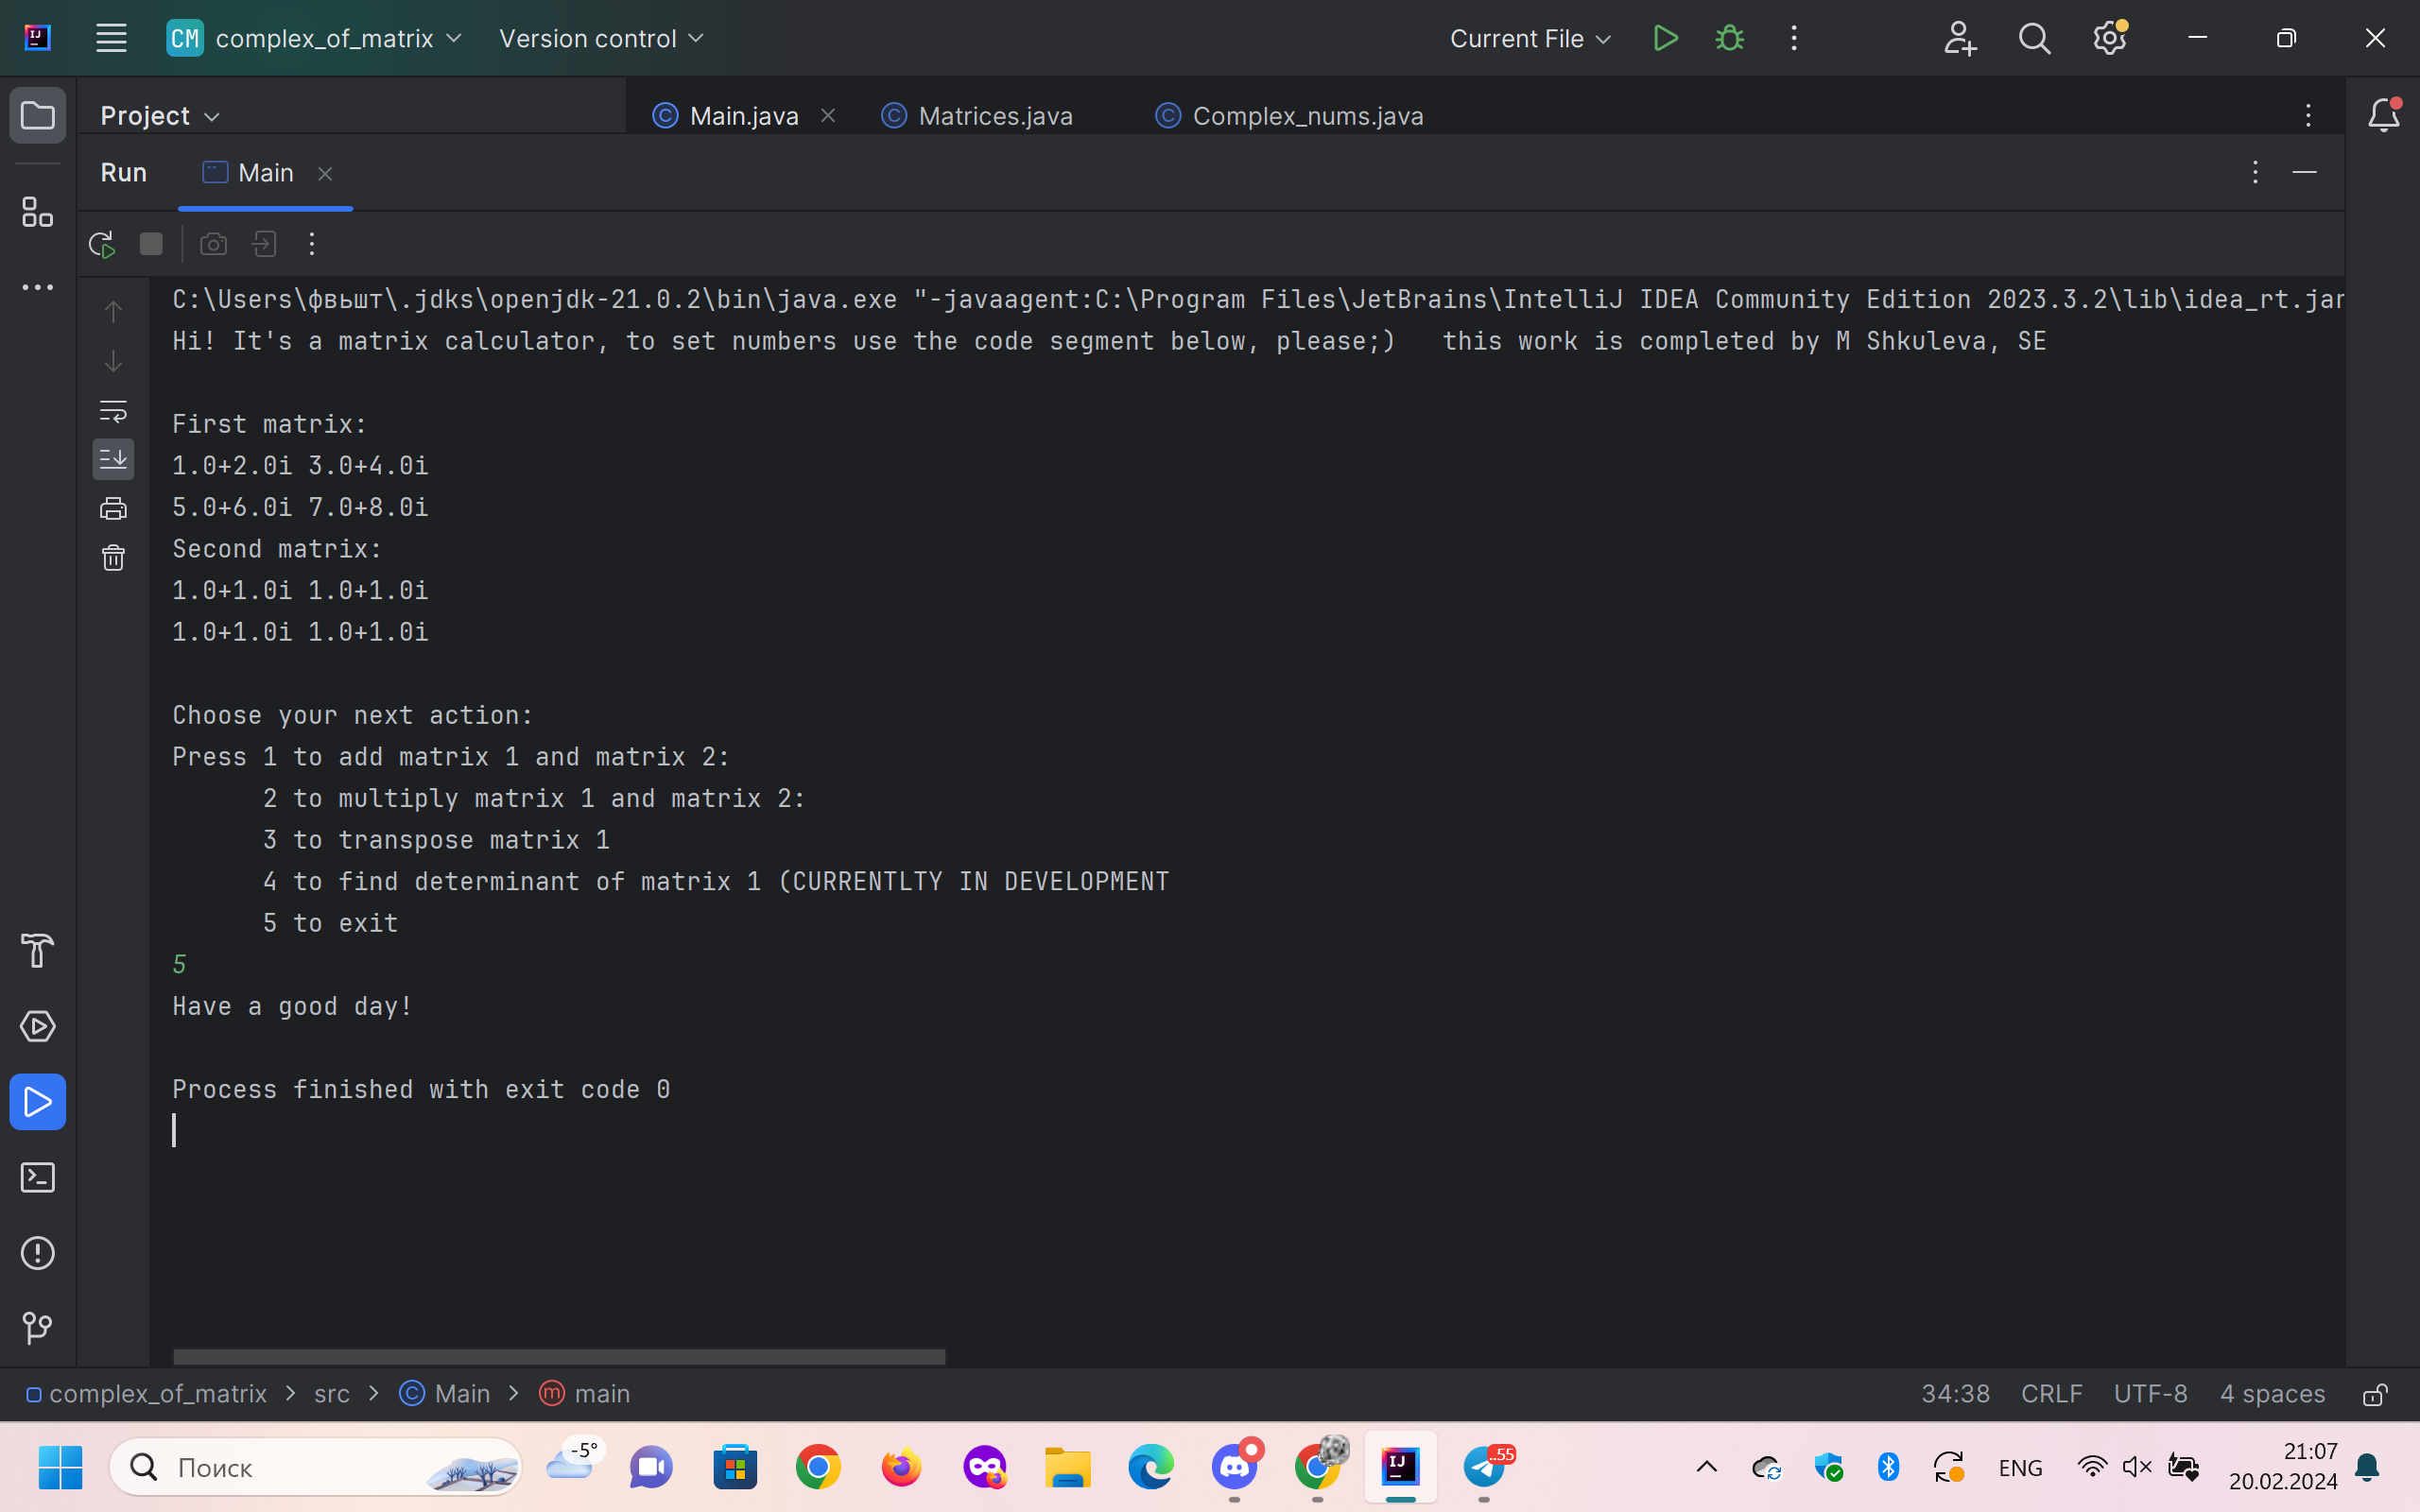 CM complex_of_matrix Version control Current File
Project Main.java Matrices.java Complex_nums.java
Run Main
C:\Users\фвьшт\.jdks\openjdk-21.0.2\bin\java.exe "-javaagent:C:\Program Files\JetBrains\IntelliJ IDEA Community Edition 2023.3.2\lib\idea_rt.jar
Hi! It's a matrix calculator, to set numbers use the code segment below, please;)   this work is completed by M Shkuleva, SE
First matrix:
1.0+2.0i 3.0+4.0i
5.0+6.0i 7.0+8.0i
Second matrix:
1.0+1.0i 1.0+1.0i
1.0+1.0i 1.0+1.0i
Choose your next action:
Press 1 to add matrix 1 and matrix 2:
2 to multiply matrix 1 and matrix 2:
3 to transpose matrix 1
4 to find determinant of matrix 1 (CURRENTLTY IN DEVELOPMENT
5 to exit
5
Have a good day!
Process finished with exit code 0
complex_of_matrix > src > Main > main 34:38 CRLF UTF-8 4 spaces
Поиск -5° IJ 55 ENG 21:07
20.02.2024